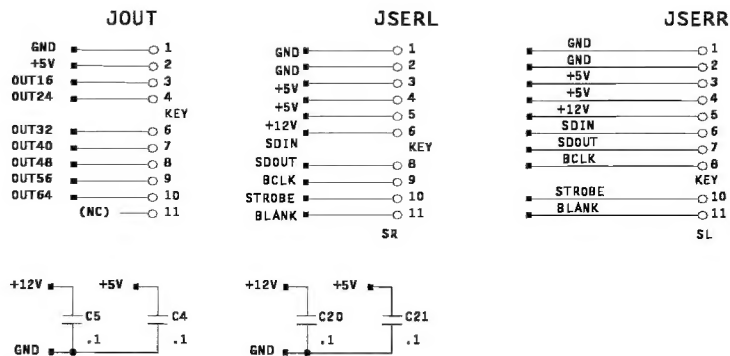 JOUT
GND 1
+5V 2
OUT16 3
OUT24 4
KEY
OUT32 6
OUT40 7
OUT48 8
OUT56 9
OUT64 10
(NC) 11
JSERL
GND 1
GND 2
+5V 3
+5V 4
+12V 5
SDIN 6
KEY
SDOUT 8
BCLK 9
STROBE 10
BLANK 11
SR
JSERR
GND 1
GND 2
+5V 3
+5V 4
+12V 5
SDIN 6
SDOUT 7
BCLK 8
KEY
STROBE 10
BLANK 11
SL
+12V +5V
C5 C4
.1 .1
GND
+12V +5V
C20 C21
.1 .1
GND